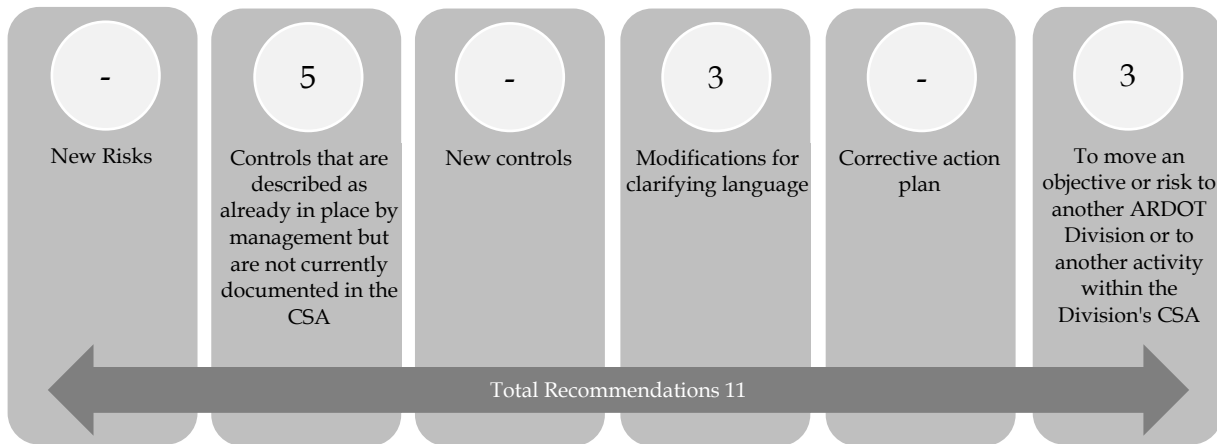 -
New Risks
5
Controls that are
described as
already in place by
management but
are not currently
documented in the
CSA
-
New controls
3
Modifications for
clarifying language
-
Corrective action
plan
3
To move an
objective or risk to
another ARDOT
Division or to
another activity
within the
Division's CSA
Total Recommendations 11